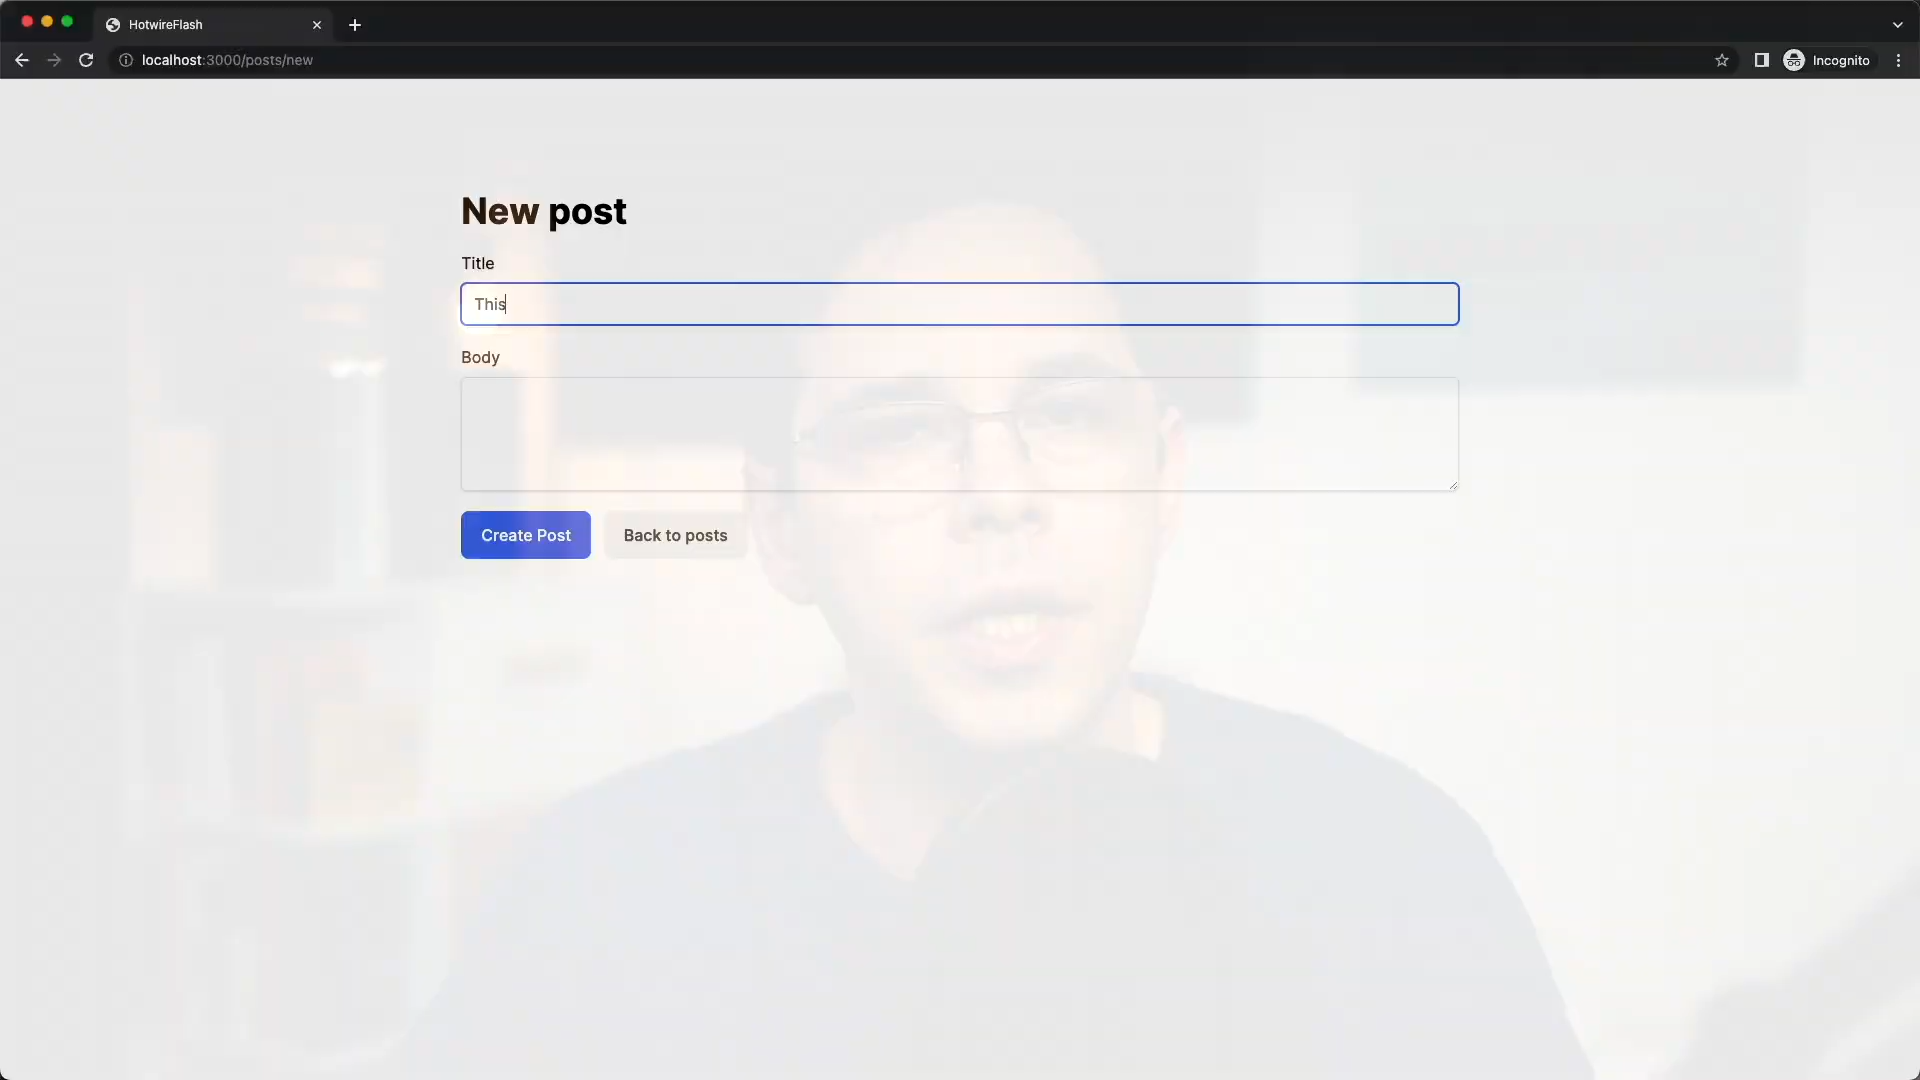 HotwireFlash
localhost:3000/posts/new
Incognito
New post
Title
This
Body
Create Post
Back to posts